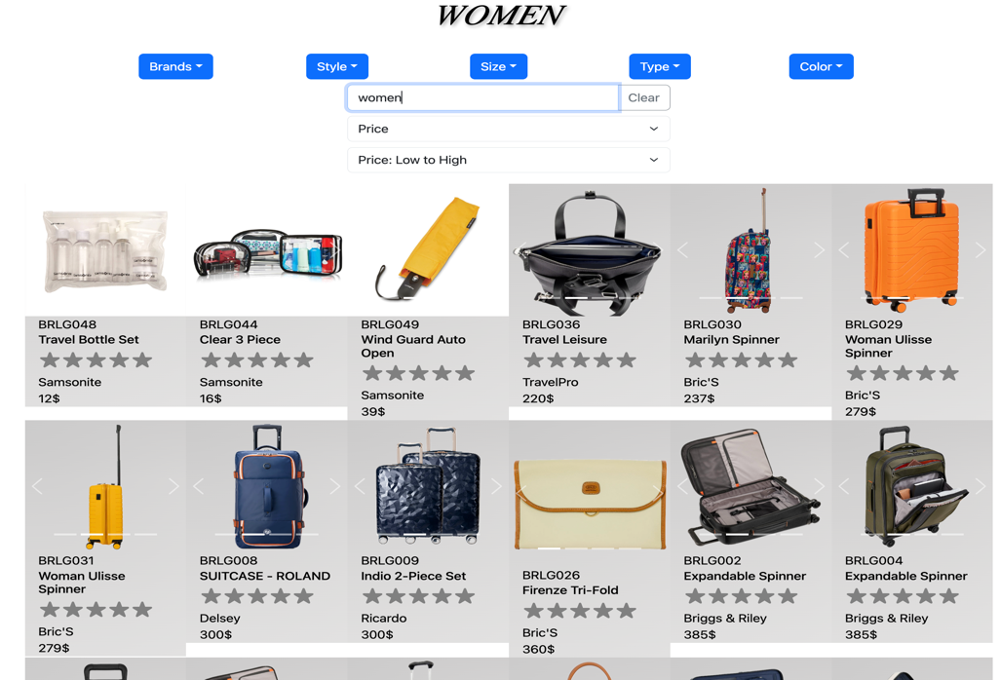 WOMEN
Brands
Style
Size
Type
Color
women
Clear
Price
Price: Low to High
BRLG048
Travel Bottle Set
Samsonite
12$
BRLG044
Clear 3 Piece
Samsonite
16$
BRLG049
Wind Guard Auto
Open
Samsonite
39$
BRLG036
Travel Leisure
TravelPro
220$
BRLG030
Marilyn Spinner
Bric'S
237$
BRLG029
Woman Ulisse
Spinner
Bric'S
279$
BRLG031
Woman Ulisse
Spinner
Bric'S
279$
BRLG008
SUITCASE - ROLAND
Delsey
300$
BRLG009
Indio 2-Piece Set
Ricardo
300$
BRLG026
Firenze Tri-Fold
Bric'S
360$
BRLG002
Expandable Spinner
Briggs & Riley
385$
BRLG004
Expandable Spinner
Briggs & Riley
385$